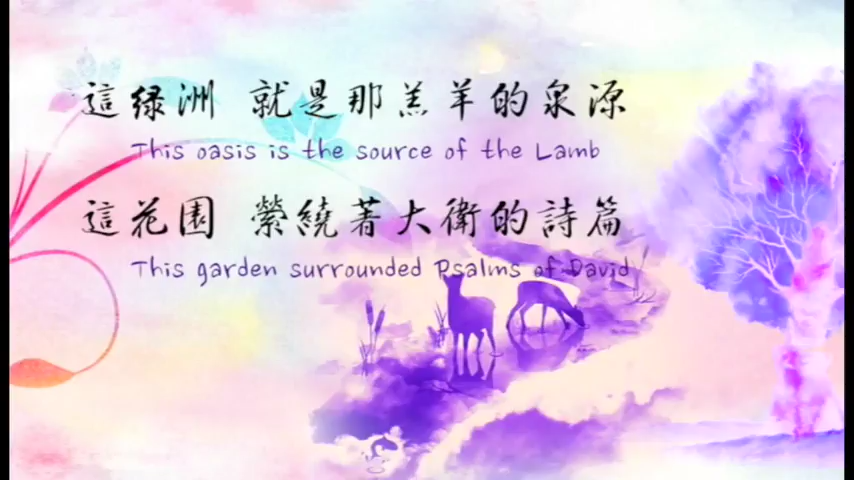 這綠洲 就是那羔羊的泉源
This oasis is the source of the Lamb
這花園 縈繞著大衛的詩篇
This garden surrounded Psalms of David